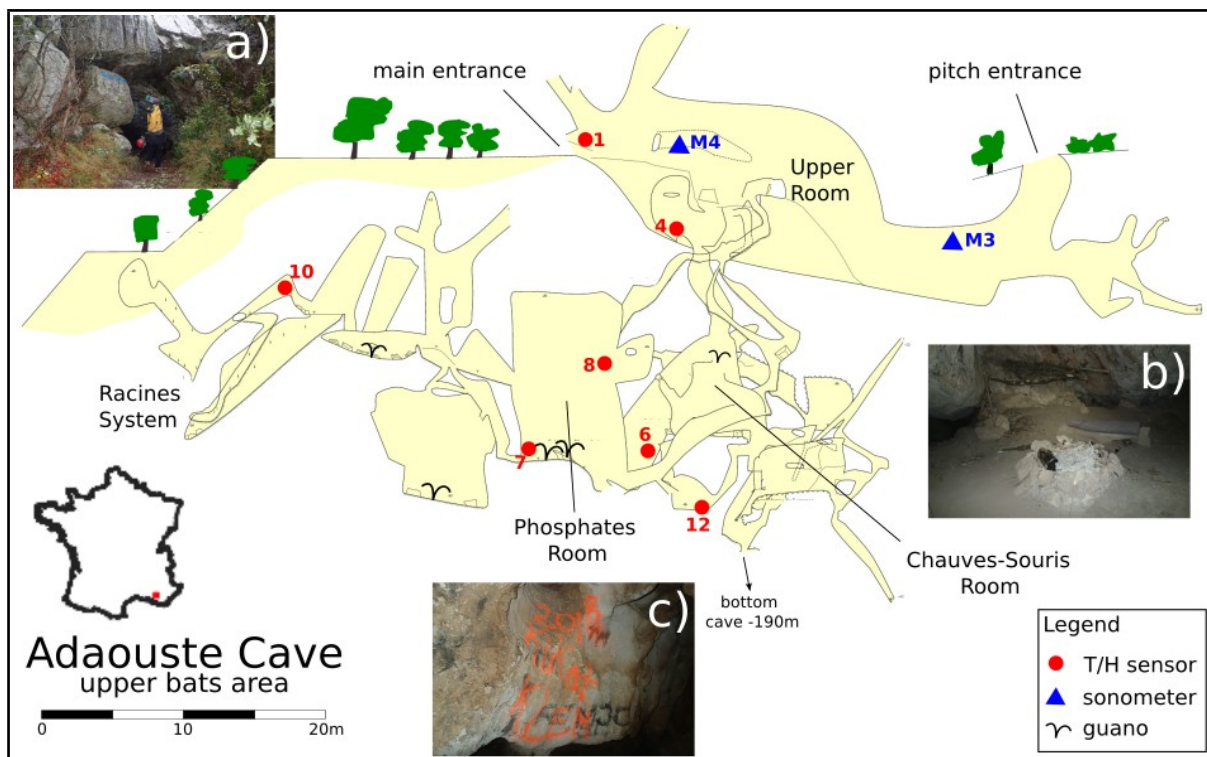 a)
main entrance
pitch entrance
1
M4
Upper
Room
4
M3
10
8
b)
Racines
System
6
7
12
Phosphates
Room
Chauves-Souris
Room
bottom
cave -190m
c)
Adaouste Cave
upper bats area
0 10 20m
Legend
T/H sensor
sonometer
guano